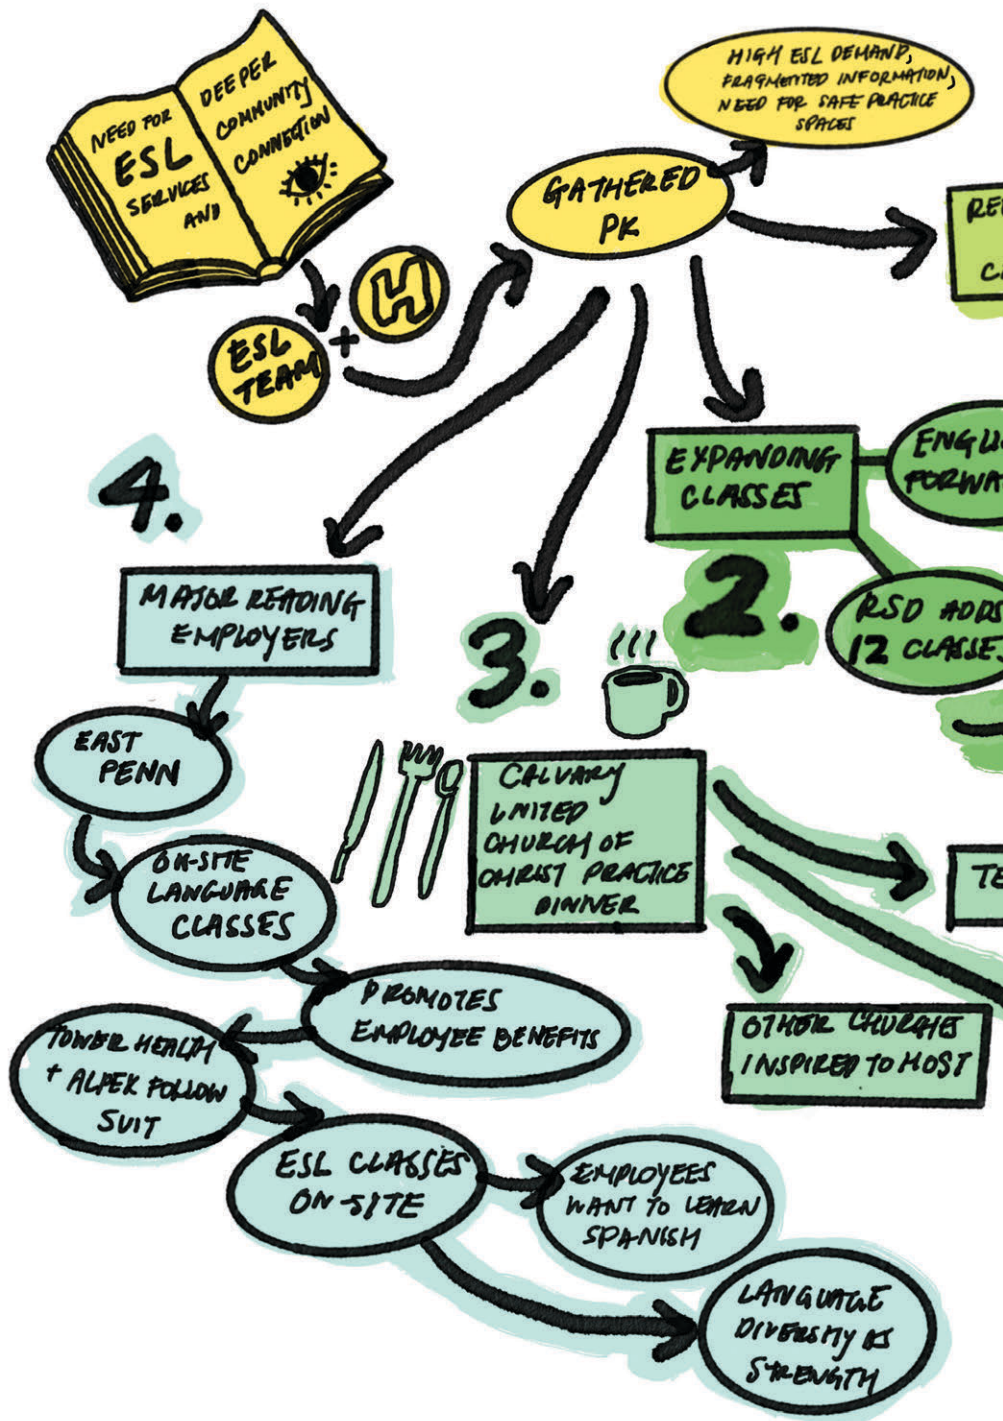 NEED FOR
ESL
SERVICES
AND
DEEPER
COMMUNITY
CONNECTION
HIGH ESL DEMAND,
FRAGMENTED INFORMATION,
NEED FOR SAFE PRACTICE
SPACES
GATHERED
PK
H
+
ESL
TEAM
EXPANDING
CLASSES
2.
RSD ADDS
12 CLASSES
4.
MAJOR READING
EMPLOYERS
3.
EAST
PENN
ON-SITE
LANGUAGE
CLASSES
CALVARY
UNITED
CHURCH OF
CHRIST PRACTICE
DINNER
PROMOTES
EMPLOYEE BENEFITS
OTHER CHURCHES
INSPIRED TO HOST
TOWER HEALTH
+ FOLLOW
SUIT
ESL CLASSES
ON-SITE
EMPLOYEES
WANT TO LEARN
SPANISH
LANGUAGE
DIVERSITY AS
STRENGTH